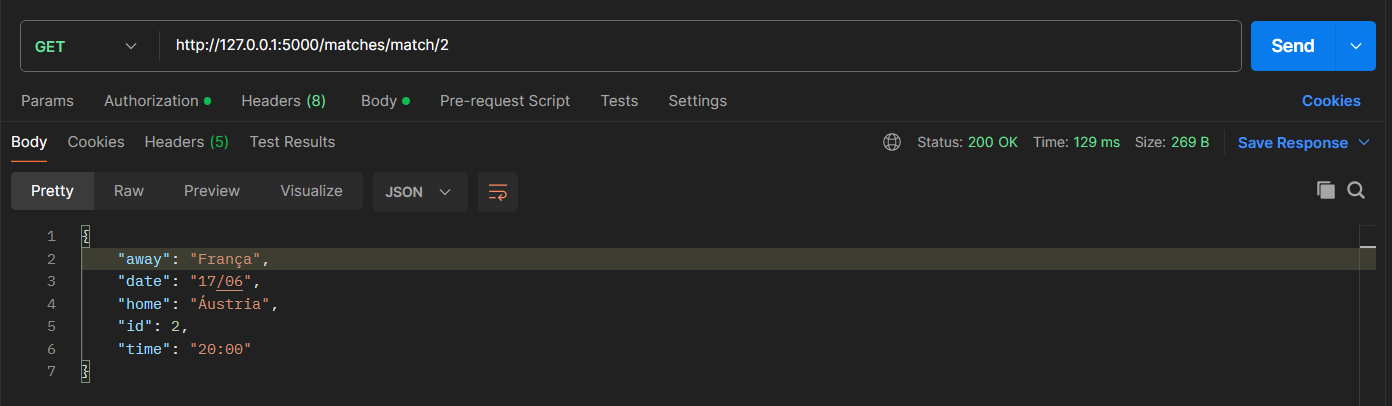 GET http://127.0.0.1:5000/matches/match/2 Send
Params Authorization Headers (8) Body Pre-request Script Tests Settings Cookies
Body Cookies Headers (5) Test Results Status: 200 OK Time: 129 ms Size: 269 B Save Response
Pretty Raw Preview Visualize JSON
1 {
2 "away": "França",
3 "date": "17/06",
4 "home": "Áustria",
5 "id": 2,
6 "time": "20:00"
7 }